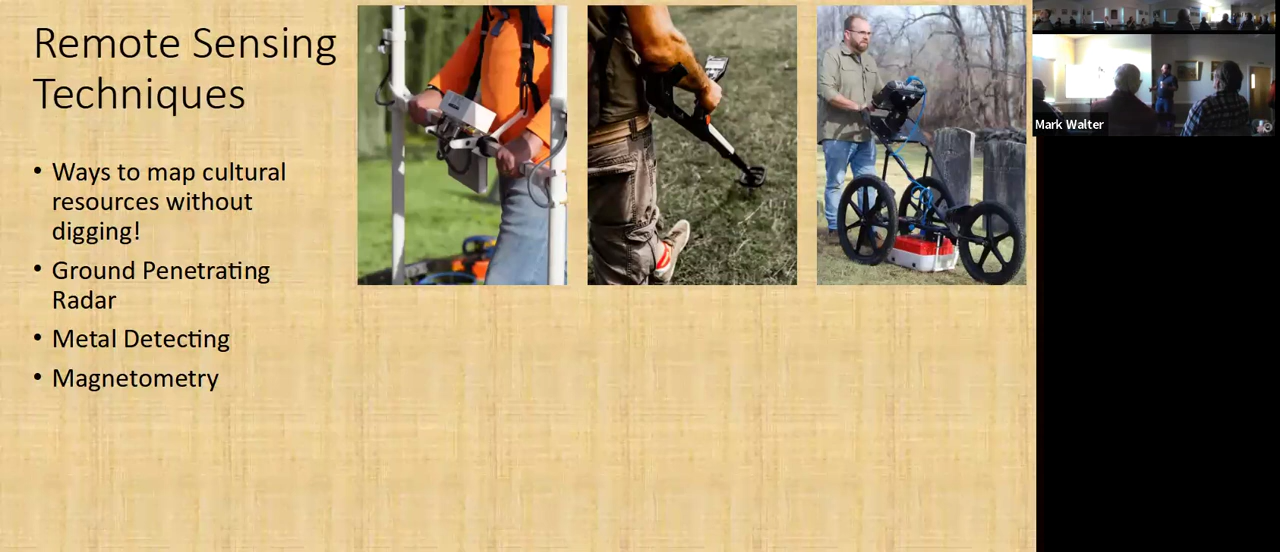 Remote Sensing
Techniques
• Ways to map cultural
resources without
digging!
• Ground Penetrating
Radar
• Metal Detecting
• Magnetometry
Mark Walter